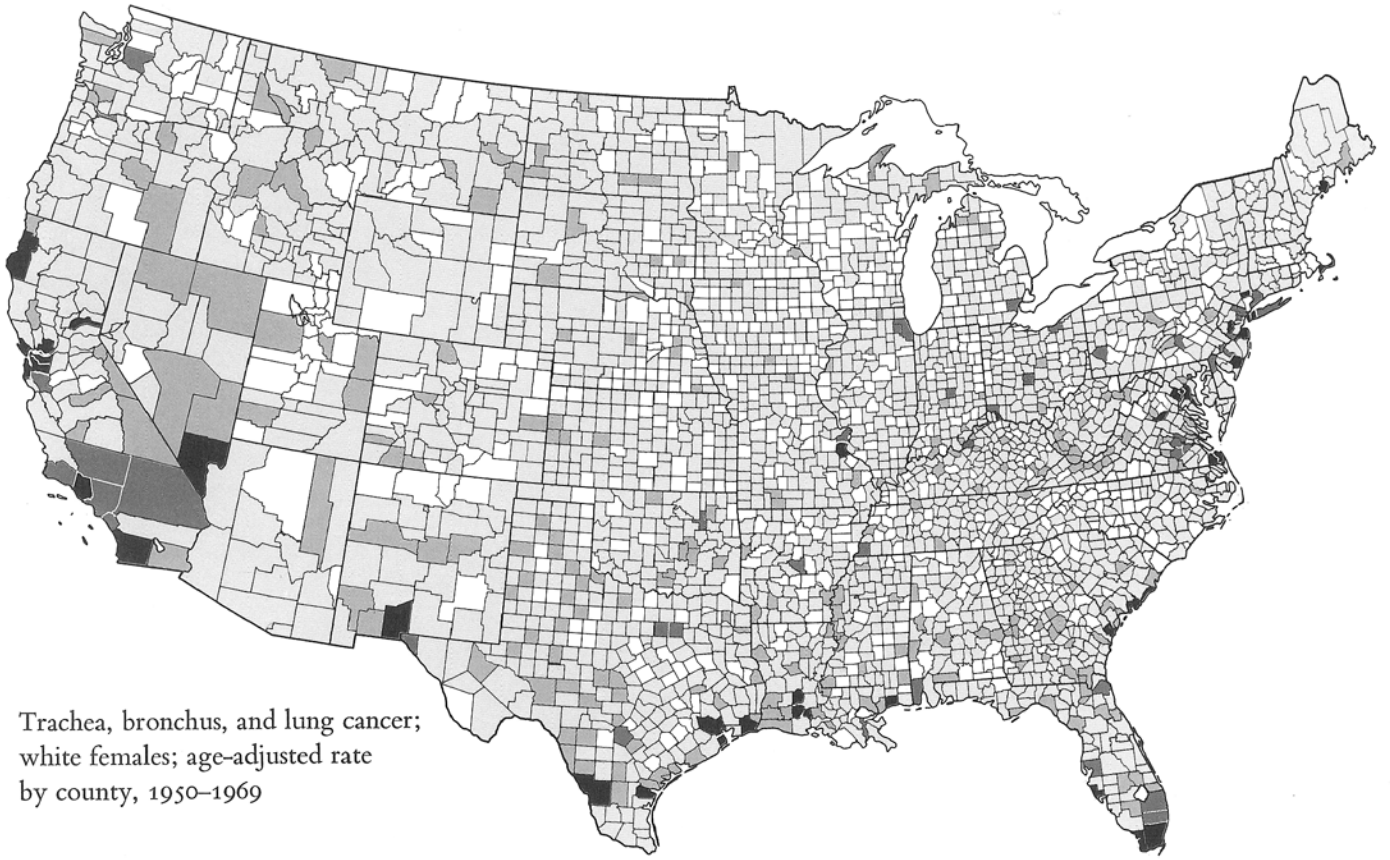 Trachea, bronchus, and lung cancer;
white females; age-adjusted rate
by county, 1950–1969